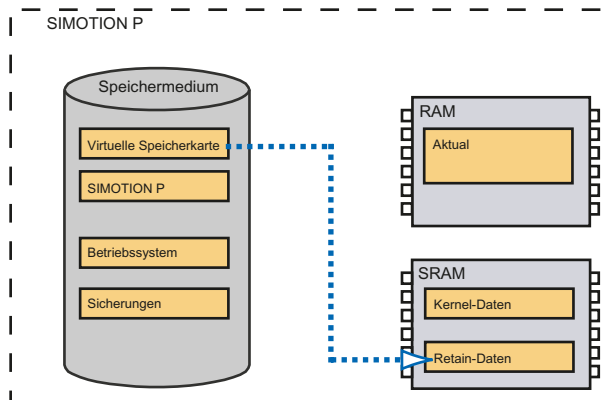 SIMOTION P
Speichermedium
Virtuelle Speicherkarte
SIMOTION P
Betriebssystem
Sicherungen
RAM
Aktual
SRAM
Kernel-Daten
Retain-Daten